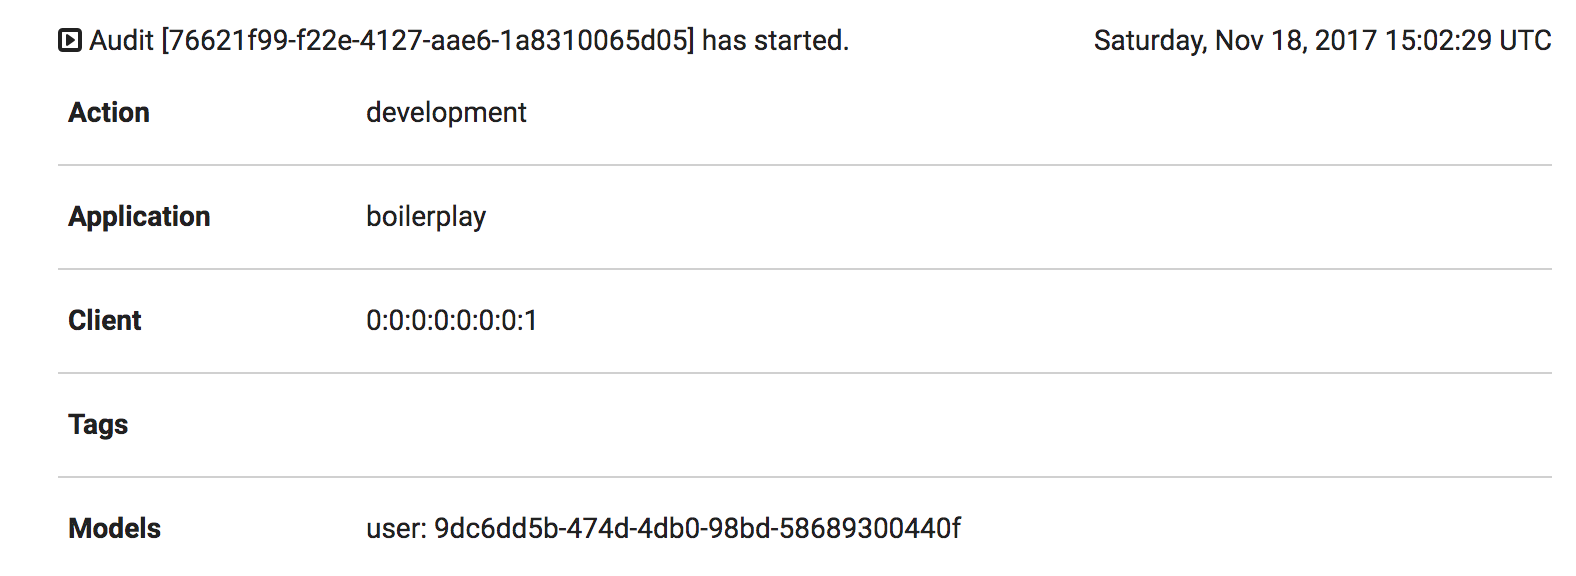 Audit [76621f99-f22e-4127-aae6-1a8310065d05] has started. Saturday, Nov 18, 2017 15:02:29 UTC
Action development
Application boilerplay
Client 0:0:0:0:0:0:0:1
Tags
Models user: 9dc6dd5b-474d-4db0-98bd-58689300440f